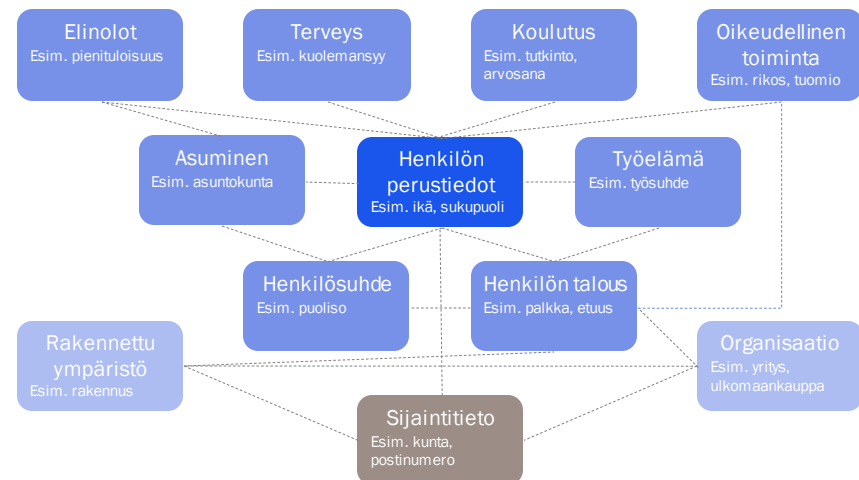 Elinolot
Esim. pienituloisuus
Terveys
Esim. kuolemansyy
Koulutus
Esim. tutkinto,
arvosana
Oikeudellinen
toiminta
Esim. rikos, tuomio
Asuminen
Esim. asuntokunta
Henkilön
perustiedot
Esim. ikä, sukupuoli
Työelämä
Esim. työsuhde
Henkilösuhde
Esim. puoliso
Henkilön talous
Esim. palkka, etuus
Rakennettu
ympäristö
Esim. rakennus
Organisaatio
Esim. yritys,
ulkomaankauppa
Sijaintitieto
Esim. kunta,
postinumero